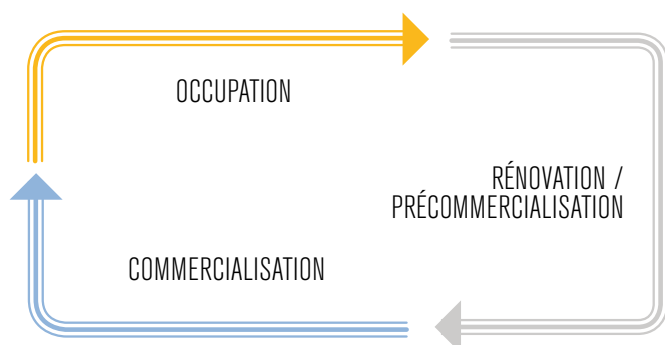 OCCUPATION
RÉNOVATION /
PRÉCOMMERCIALISATION
COMMERCIALISATION